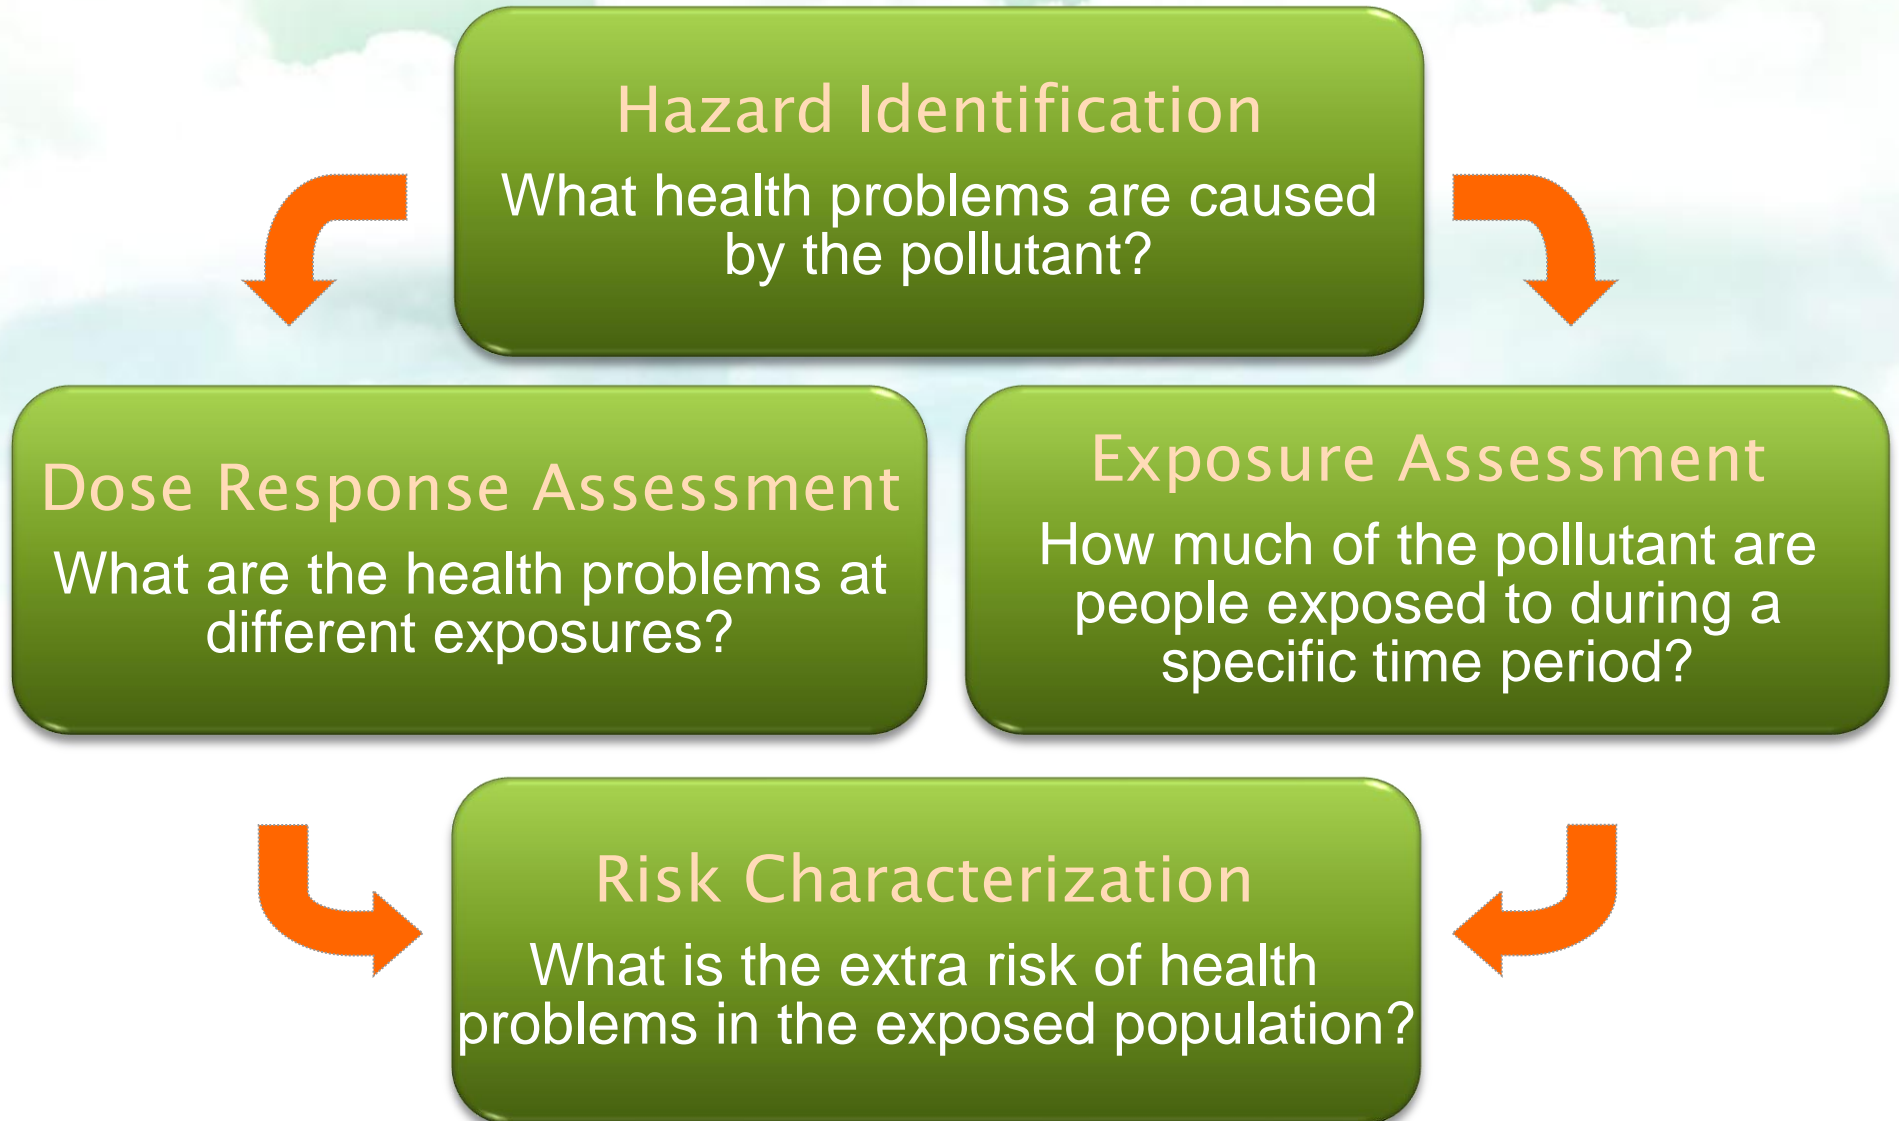 Hazard Identification
What health problems are caused
by the pollutant?
Dose Response Assessment
What are the health problems at
different exposures?
Exposure Assessment
How much of the pollutant are
people exposed to during a
specific time period?
Risk Characterization
What is the extra risk of health
problems in the exposed population?